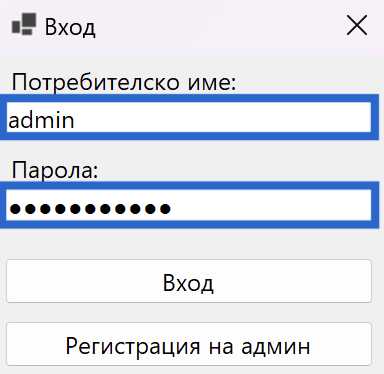 Вход
Потребителско име:
admin
Парола:
●●●●●●●●●●●
Вход
Регистрация на админ